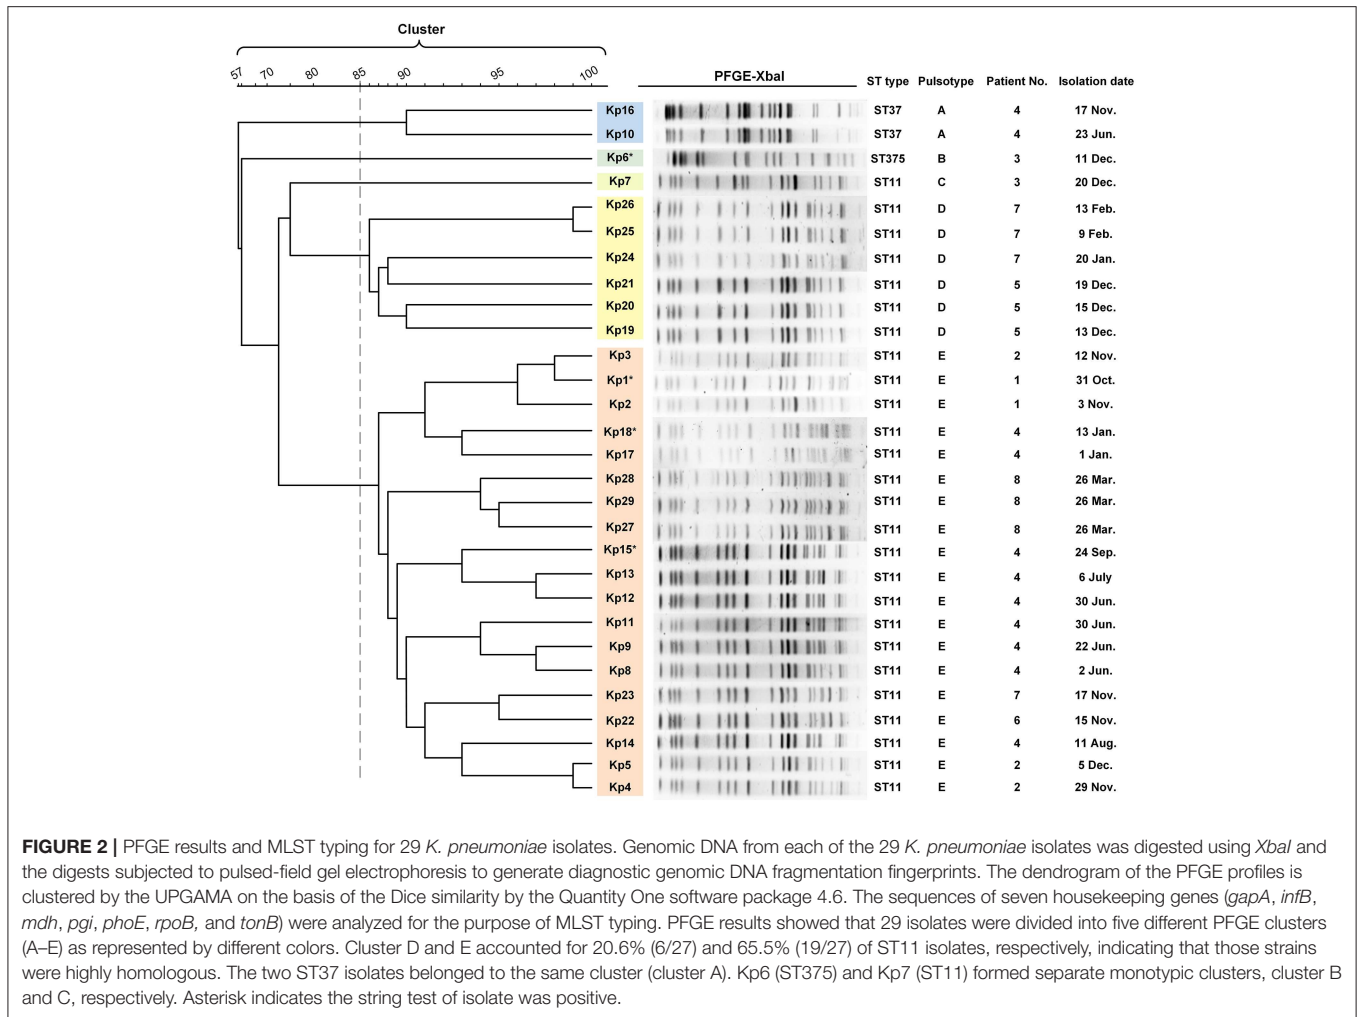 Cluster
57 70 80 85 90 95 100
PFGE-XbaI ST type Pulsotype Patient No. Isolation date
Kp16 ST37 A 4 17 Nov.
Kp10 ST37 A 4 23 Jun.
Kp6* ST375 B 3 11 Dec.
Kp7 ST11 C 3 20 Dec.
Kp26 ST11 D 7 13 Feb.
Kp25 ST11 D 7 9 Feb.
Kp24 ST11 D 7 20 Jan.
Kp21 ST11 D 5 19 Dec.
Kp20 ST11 D 5 15 Dec.
Kp19 ST11 D 5 13 Dec.
Kp3 ST11 E 2 12 Nov.
Kp1* ST11 E 1 31 Oct.
Kp2 ST11 E 1 3 Nov.
Kp18* ST11 E 4 13 Jan.
Kp17 ST11 E 4 1 Jan.
Kp28 ST11 E 8 26 Mar.
Kp29 ST11 E 8 26 Mar.
Kp27 ST11 E 8 26 Mar.
Kp15* ST11 E 4 24 Sep.
Kp13 ST11 E 4 6 July
Kp12 ST11 E 4 30 Jun.
Kp11 ST11 E 4 30 Jun.
Kp9 ST11 E 4 22 Jun.
Kp8 ST11 E 4 2 Jun.
Kp23 ST11 E 7 17 Nov.
Kp22 ST11 E 6 15 Nov.
Kp14 ST11 E 4 11 Aug.
Kp5 ST11 E 2 5 Dec.
Kp4 ST11 E 2 29 Nov.
FIGURE 2 | PFGE results and MLST typing for 29 K. pneumoniae isolates. Genomic DNA from each of the 29 K. pneumoniae isolates was digested using XbaI and
the digests subjected to pulsed-field gel electrophoresis to generate diagnostic genomic DNA fragmentation fingerprints. The dendrogram of the PFGE profiles is
clustered by the UPGAMA on the basis of the Dice similarity by the Quantity One software package 4.6. The sequences of seven housekeeping genes (gapA, infB,
mdh, pgi, phoE, rpoB, and tonB) were analyzed for the purpose of MLST typing. PFGE results showed that 29 isolates were divided into five different PFGE clusters
(A–E) as represented by different colors. Cluster D and E accounted for 20.6% (6/27) and 65.5% (19/27) of ST11 isolates, respectively, indicating that those strains
were highly homologous. The two ST37 isolates belonged to the same cluster (cluster A). Kp6 (ST375) and Kp7 (ST11) formed separate monotypic clusters, cluster B
and C, respectively. Asterisk indicates the string test of isolate was positive.